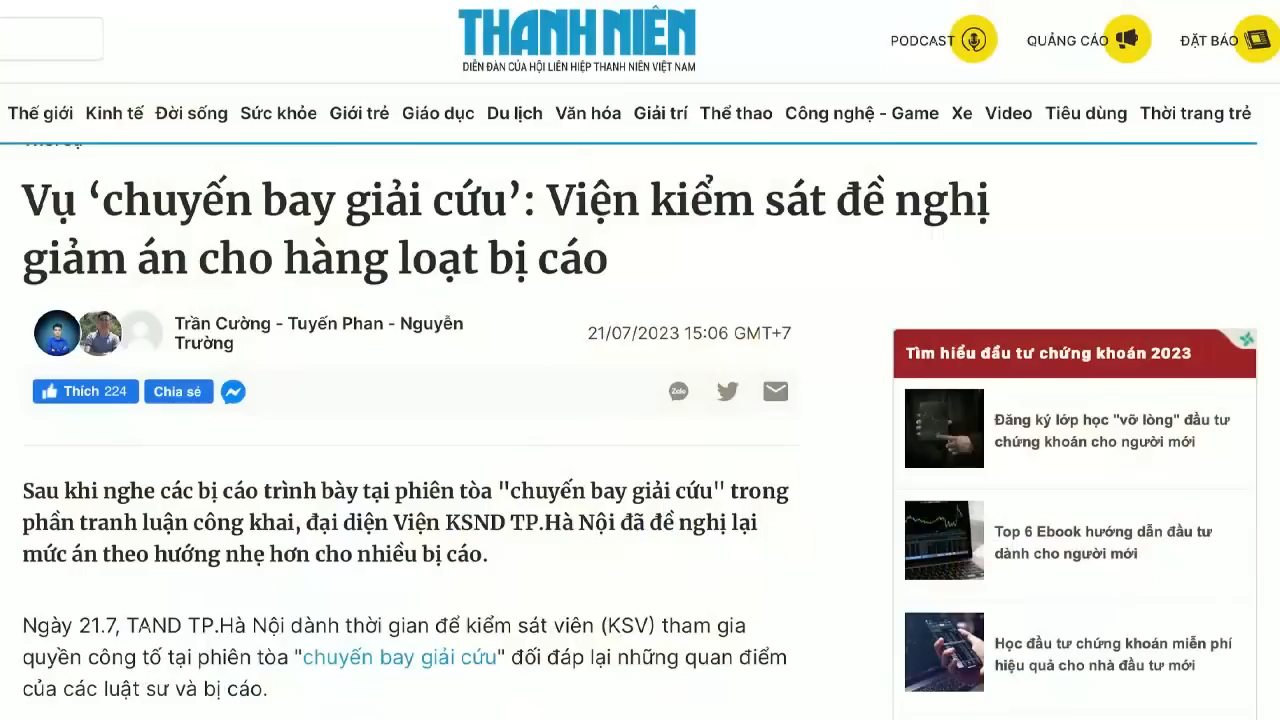 THANH NIÊN
DIỄN ĐÀN CỦA HỘI LIÊN HIỆP THANH NIÊN VIỆT NAM
PODCAST QUẢNG CÁO ĐẶT BÁO
Thế giới Kinh tế Đời sống Sức khỏe Giới trẻ Giáo dục Du lịch Văn hóa Giải trí Thể thao Công nghệ - Game Xe Video Tiêu dùng Thời trang trẻ
Vụ ‘chuyến bay giải cứu’: Viện kiểm sát đề nghị
giảm án cho hàng loạt bị cáo
Trần Cường - Tuyến Phan - Nguyễn
Trường
21/07/2023 15:06 GMT+7
Thích 224 Chia sẻ
Zalo
Sau khi nghe các bị cáo trình bày tại phiên tòa "chuyến bay giải cứu" trong
phần tranh luận công khai, đại diện Viện KSND TP.Hà Nội đã đề nghị lại
mức án theo hướng nhẹ hơn cho nhiều bị cáo.
Ngày 21.7, TAND TP.Hà Nội dành thời gian để kiểm sát viên (KSV) tham gia
quyền công tố tại phiên tòa "chuyến bay giải cứu" đối đáp lại những quan điểm
của các luật sư và bị cáo.
Tìm hiểu đầu tư chứng khoán 2023
Đăng ký lớp học "vỡ lòng" đầu tư
chứng khoán cho người mới
Top 6 Ebook hướng dẫn đầu tư
dành cho người mới
Học đầu tư chứng khoán miễn phí
hiệu quả cho nhà đầu tư mới